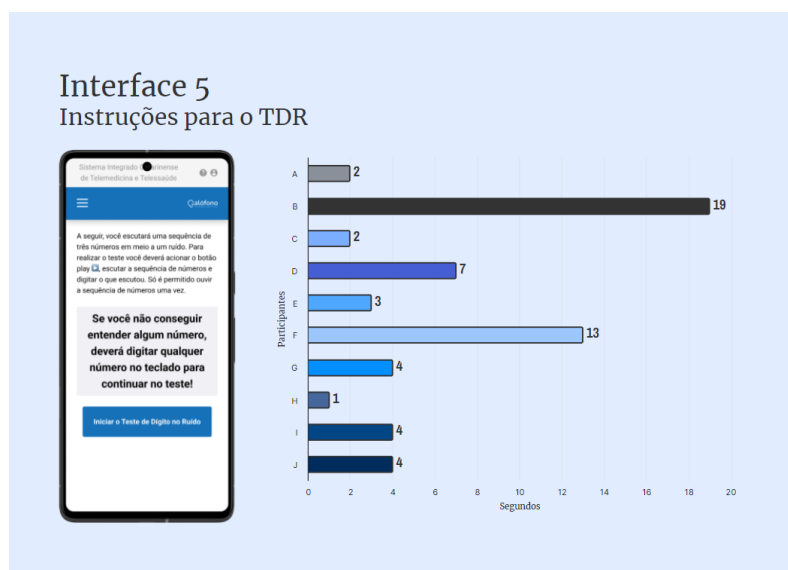 Interface 5
Instruções para o TDR
Sistema Integrado
de Telemedicina e Telessaúde
Qalófono
A seguir, você escutará uma sequência de
três números em meio a um ruído. Para
realizar o teste você deverá acionar o botão
play, escutar a sequência de números e
digitar o que escutou. Só é permitido ouvir
a sequência de números uma vez.
Se você não conseguir
entender algum número,
deverá digitar qualquer
número no teclado para
continuar no teste!
Iniciar o Teste de Dígito no Ruído
Participantes
A 2
B 19
C 2
D 7
E 3
F 13
G 4
H 1
I 4
J 4
0 2 4 6 8 10 12 14 16 18 20
Segundos